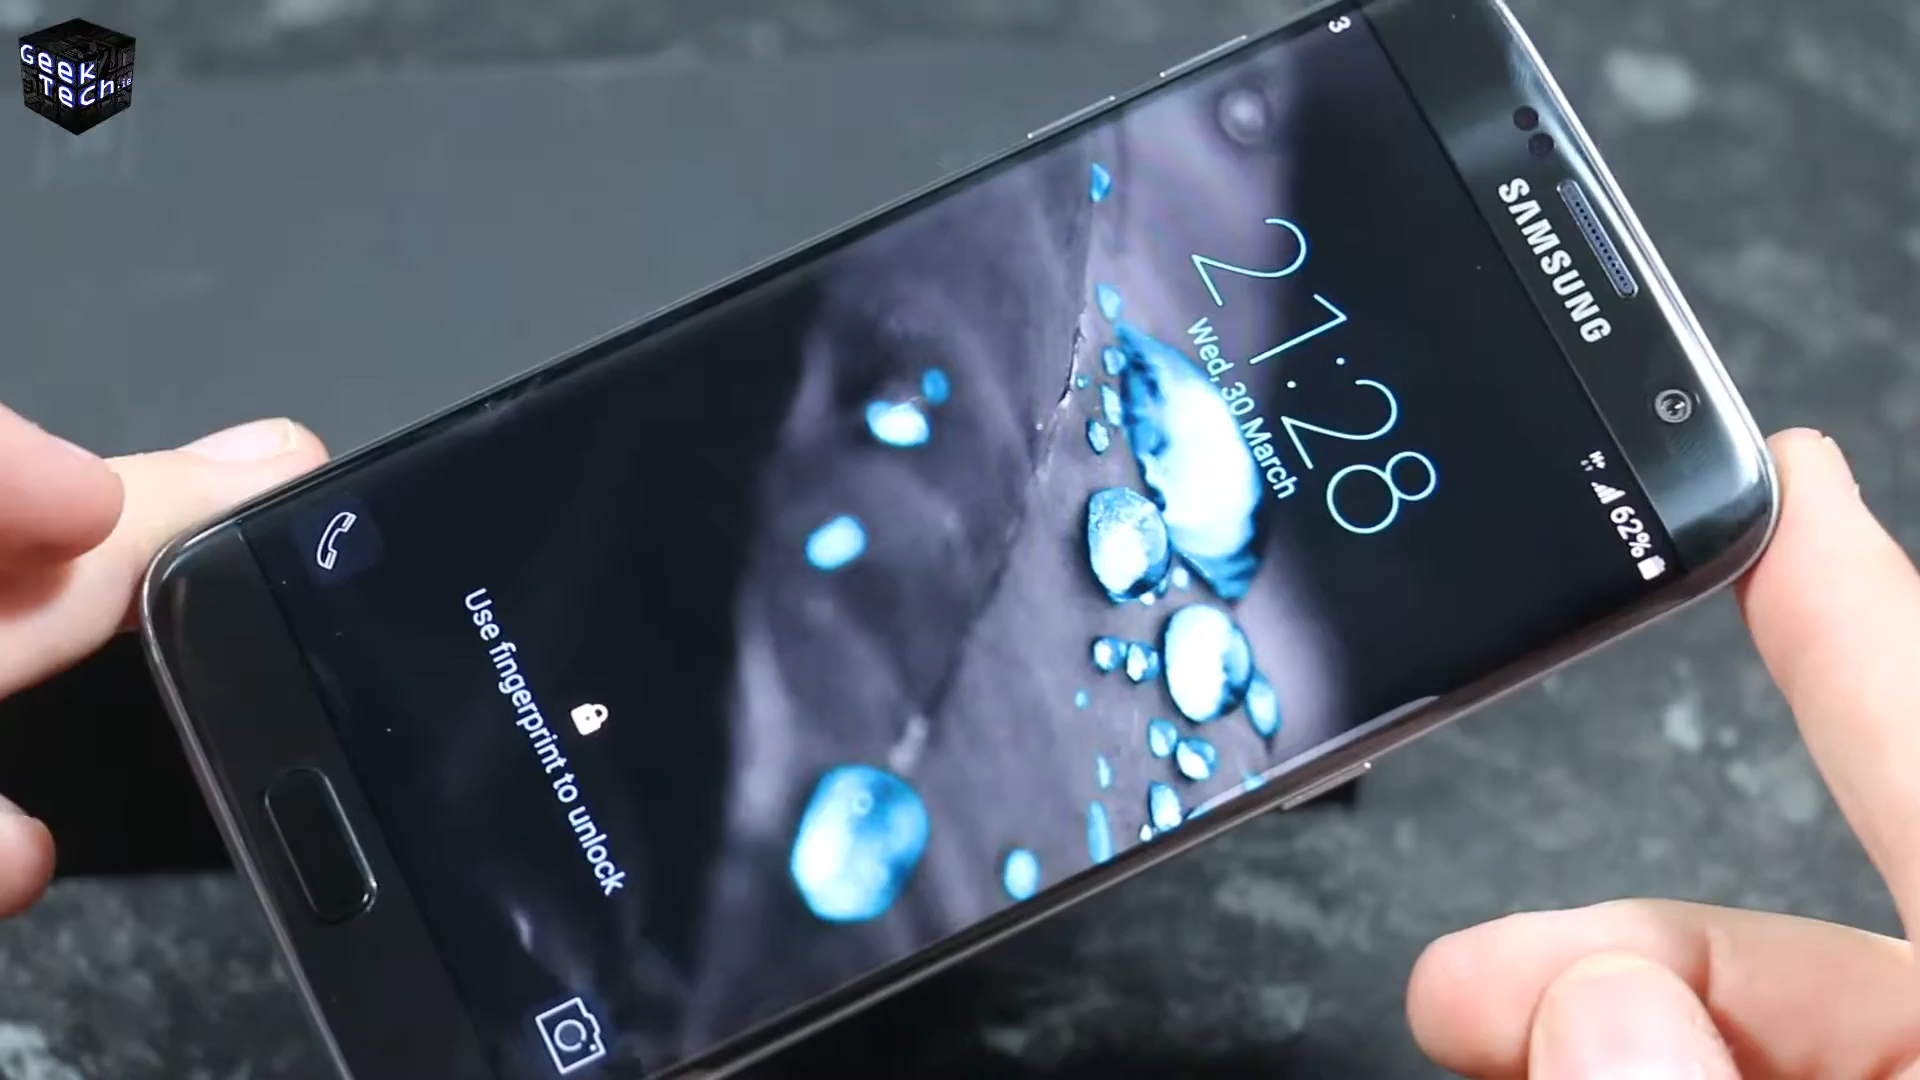 Geek
Tech.ie
3
SAMSUNG
21:28
Wed, 30 March
H+
62%
Use fingerprint to unlock